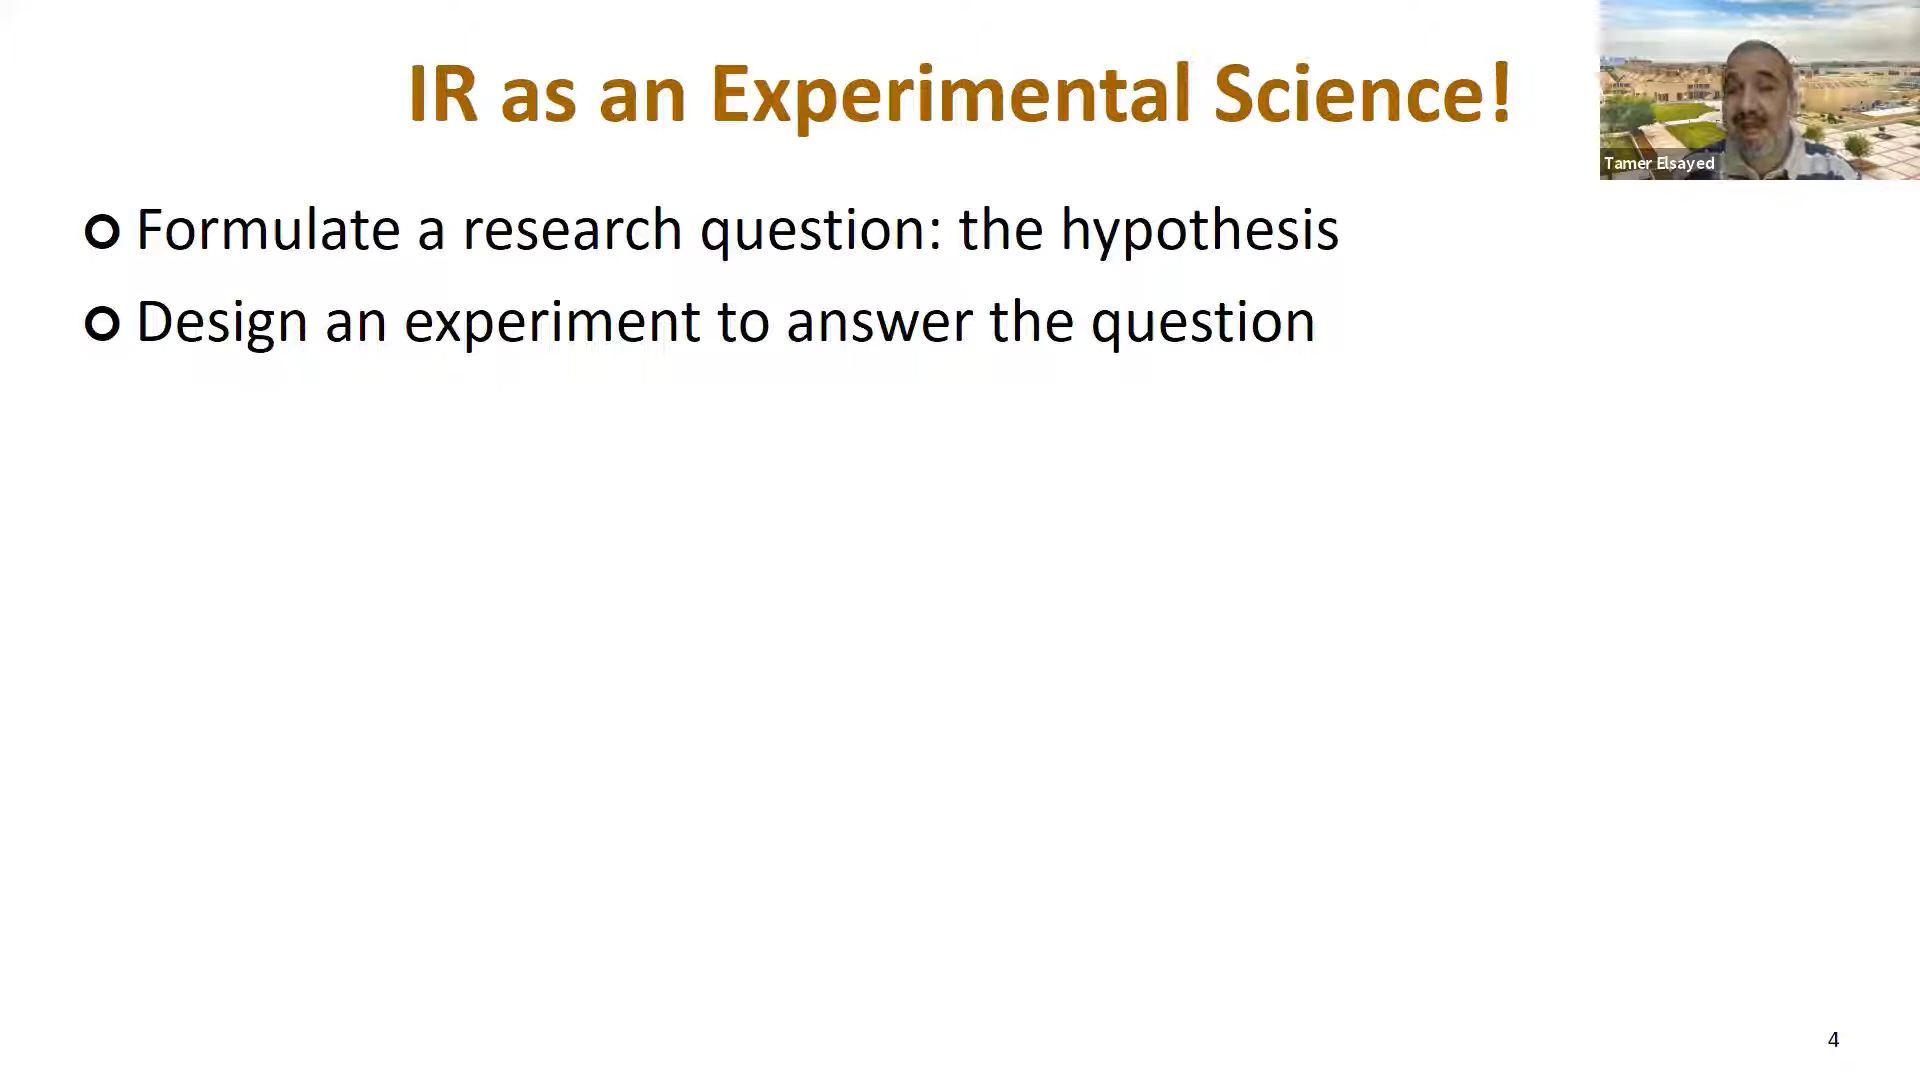 IR as an Experimental Science!
Tamer Elsayed
Formulate a research question: the hypothesis
Design an experiment to answer the question
4